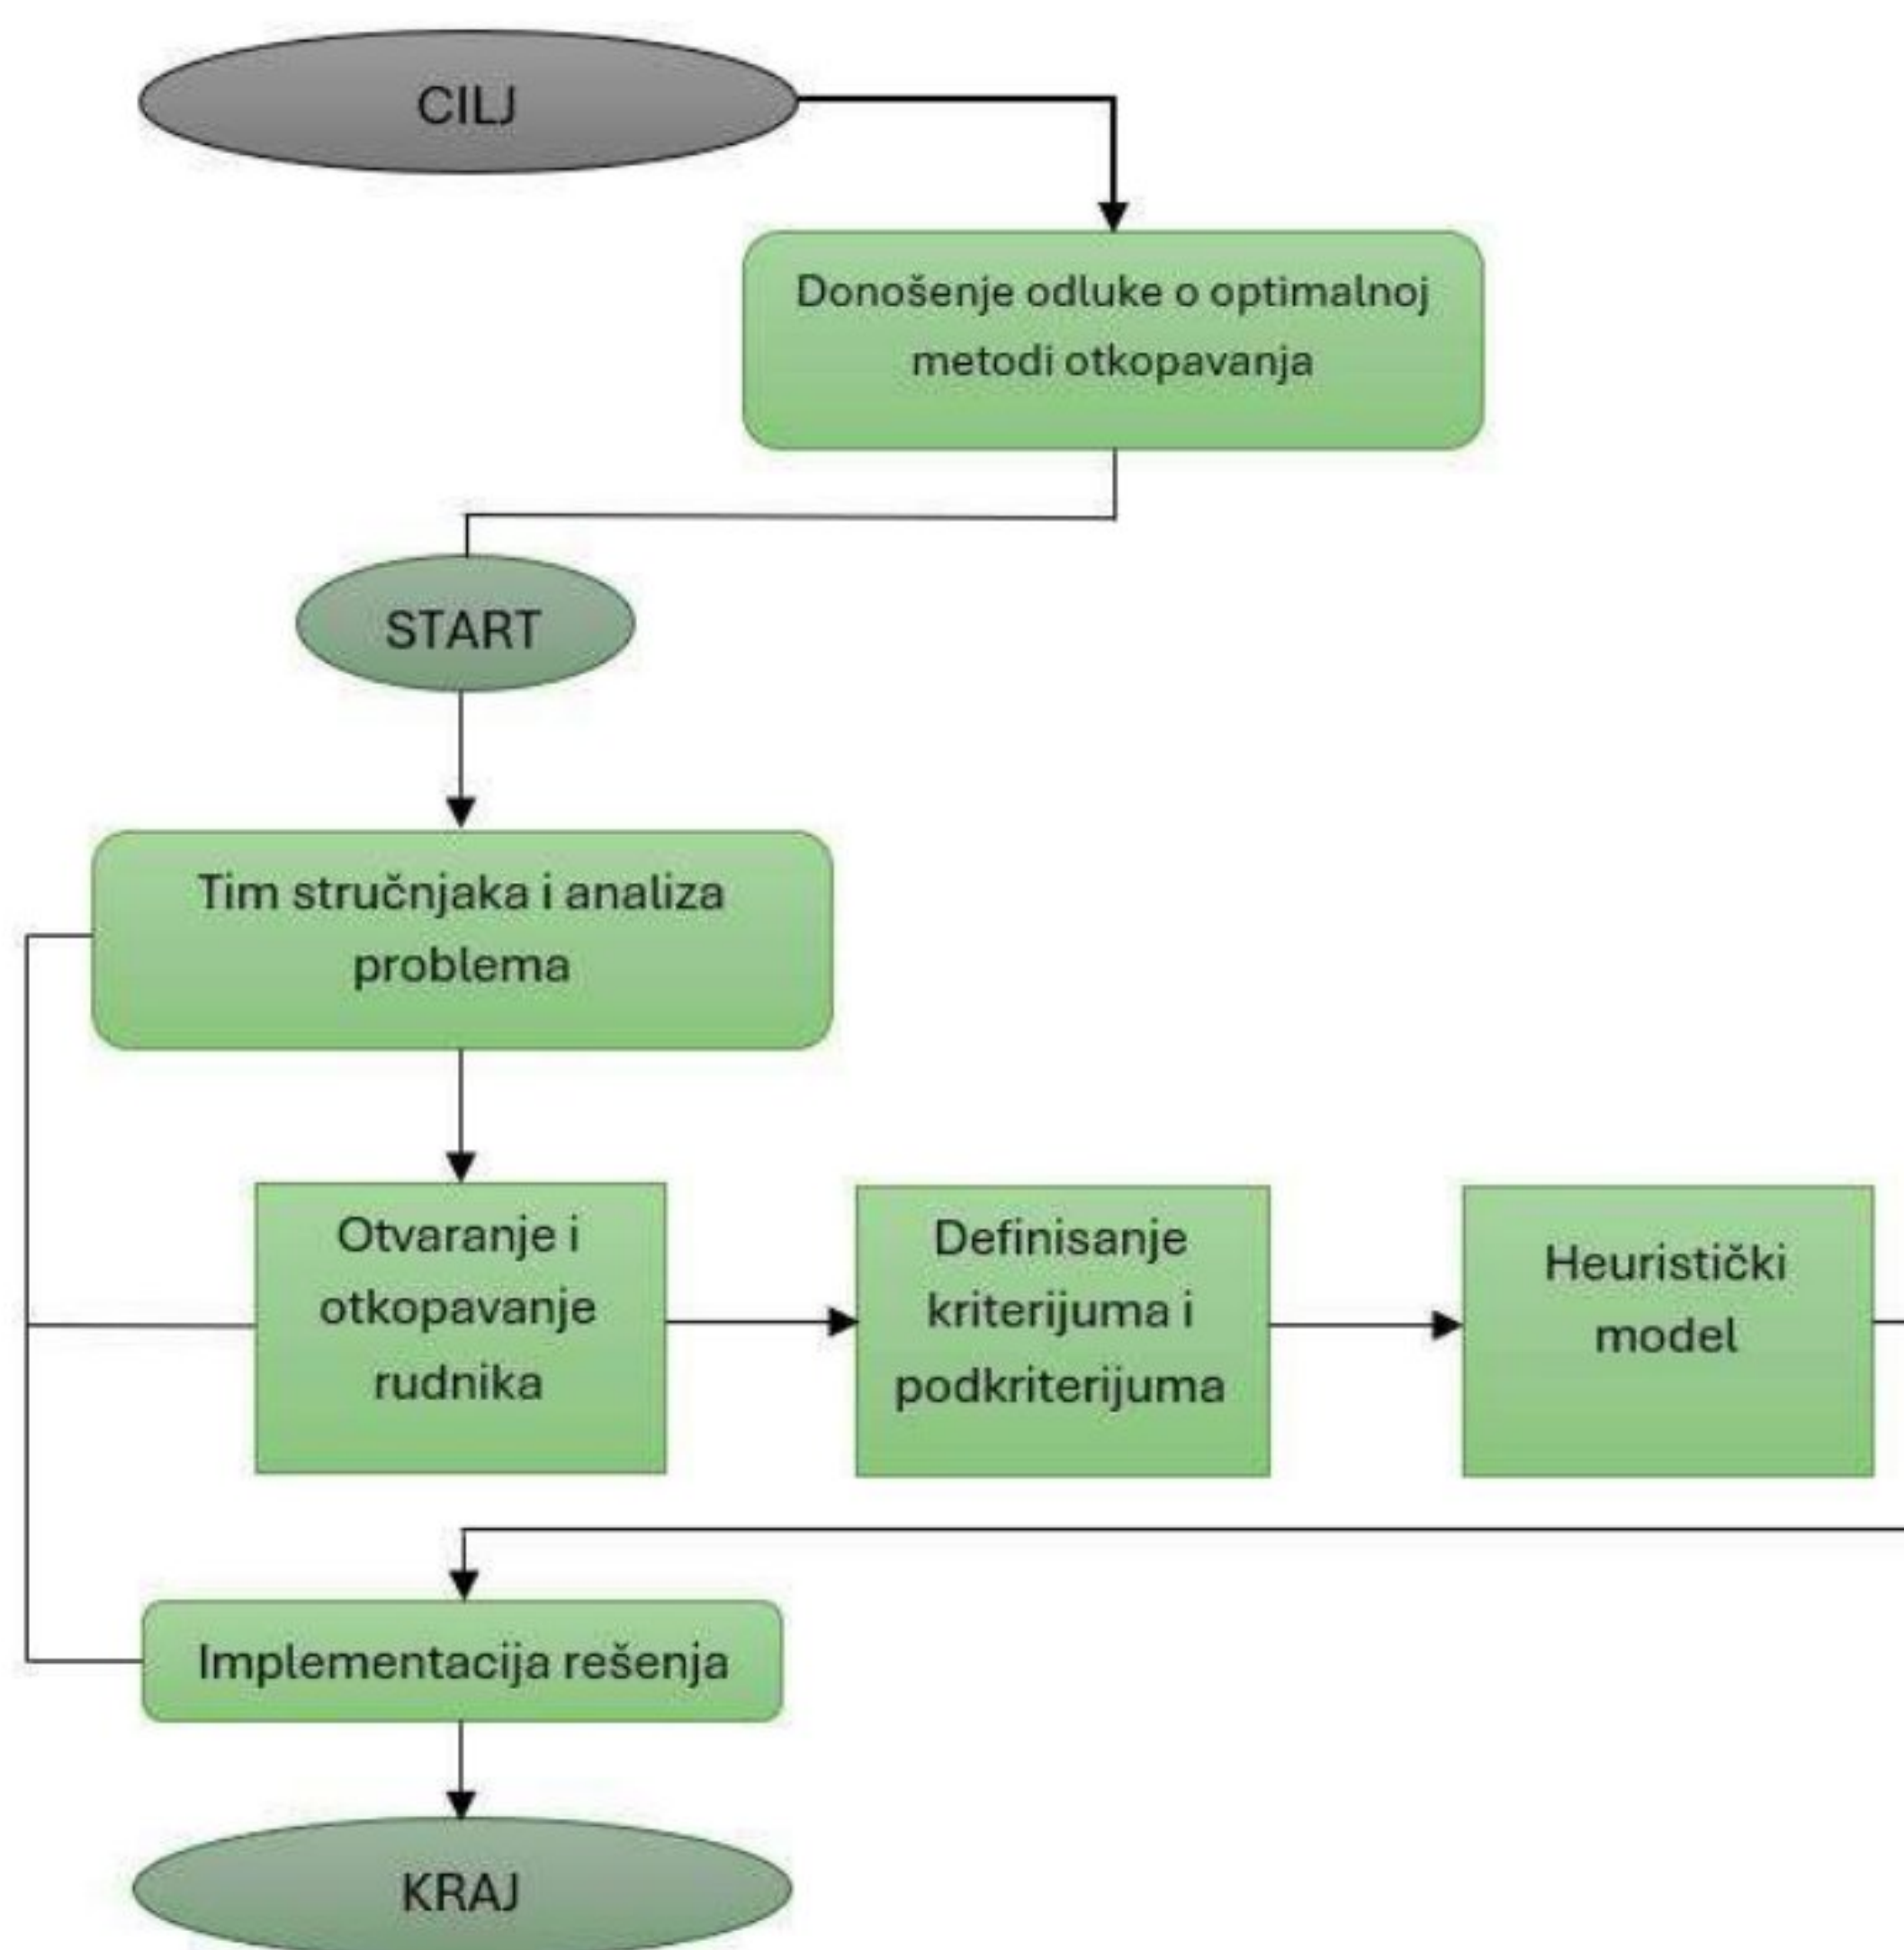 CILJ
Donošenje odluke o optimalnoj
metodi otkopavanja
START
Tim stručnjaka i analiza
problema
Otvaranje i
otkopavanje
rudnika
Definisanje
kriterijuma i
podkriterijuma
Heuristički
model
Implementacija rešenja
KRAJ